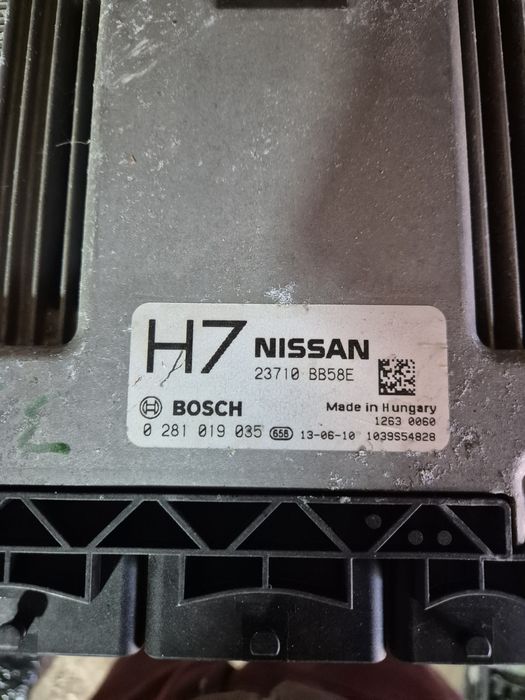 H7 NISSAN
23710 BB58E
BOSCH Made in Hungary
1263 0060
0 281 019 035 658 13-06-10 1039S54828